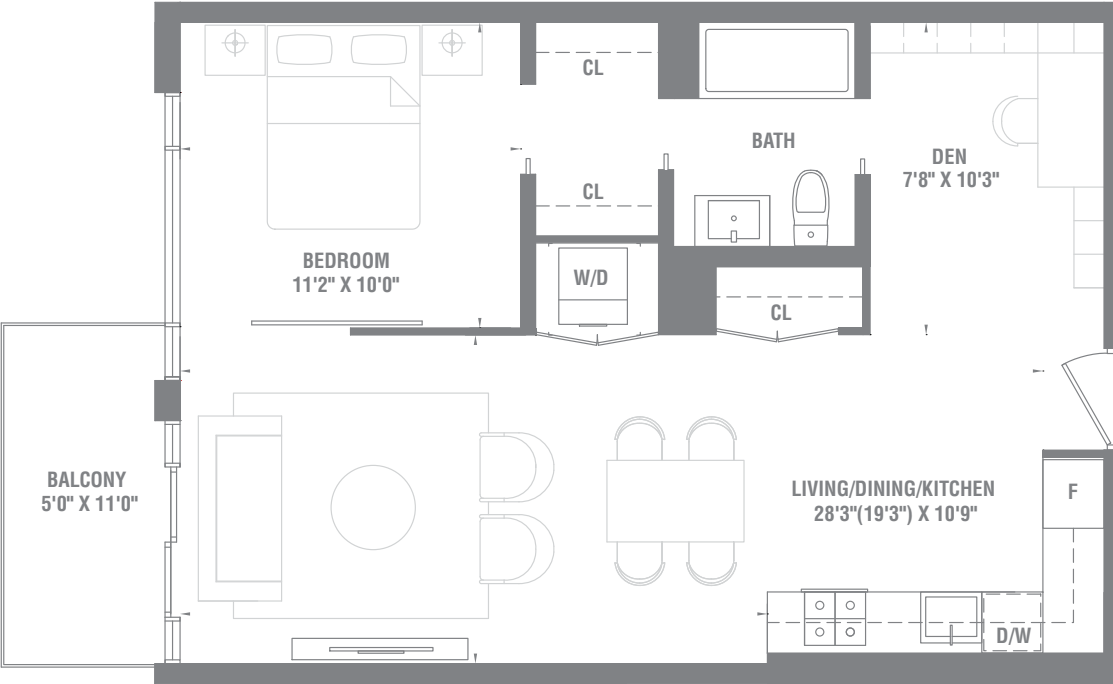 CL
BATH
DEN
7'8" X 10'3"
CL
BEDROOM
11'2" X 10'0"
W/D
CL
BALCONY
5'0" X 11'0"
LIVING/DINING/KITCHEN
28'3"(19'3") X 10'9"
F
D/W